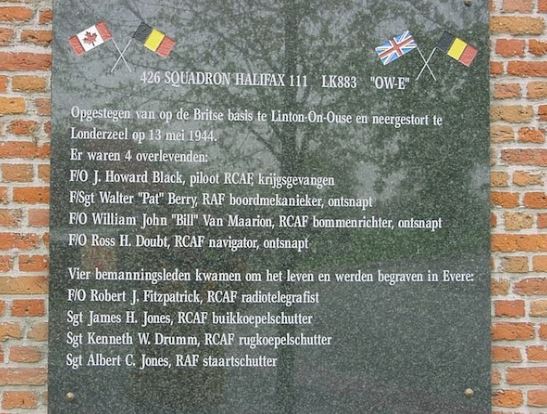 426 SQUADRON HALIFAX 111 LK883 "OW-E"
Opgestegen van op de Britse basis te Linton-On-Ouse en neergestort te
Londerzeel op 13 mei 1944.
Er waren 4 overlevenden:
F/O J. Howard Black, piloot RCAF, krijgsgevangen
F/Sgt Walter "Pat" Berry, RAF boordmekanieker, ontsnapt
F/O William John "Bill" Van Maarion, RCAF bommenrichter, ontsnapt
F/O Ross H. Doubt, RCAF navigator, ontsnapt
Vier bemanningsleden kwamen om het leven en werden begraven in Evere:
F/O Robert J. Fitzpatrick, RCAF radiotelegrafist
Sgt James H. Jones, RCAF buikkoepelschutter
Sgt Kenneth W. Drumm, RCAF rugkoepelschutter
Sgt Albert C. Jones, RAF staartschutter